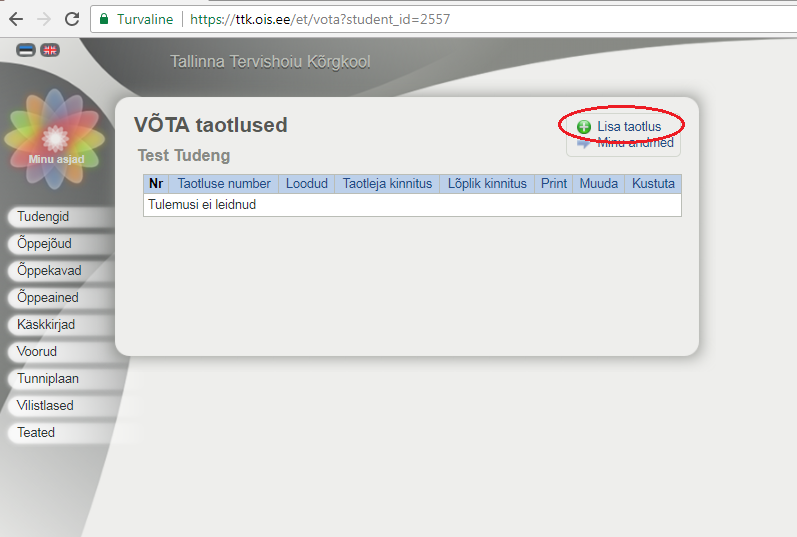 Turvaline https://ttk.ois.ee/et/vota?student_id=2557
Tallinna Tervishoiu Kõrgkool
Minu asjad
VÕTA taotlused
Lisa taotlus
Minu andmed
Test Tudeng
Nr Taotluse number Loodud Taotleja kinnitus Lõplik kinnitus Print Muuda Kustuta
Tulemusi ei leidnud
Tudengid
Õppejõud
Õppekavad
Õppeained
Käskkirjad
Voorud
Tunniplaan
Vilistlased
Teated